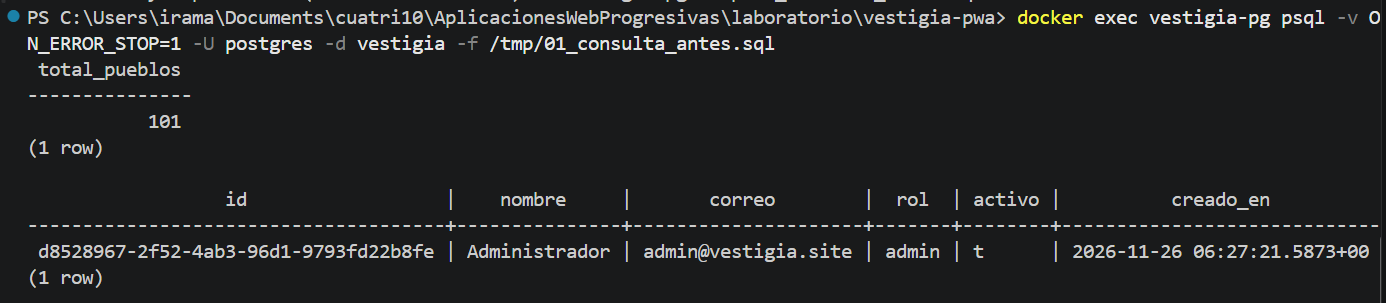 PS C:\Users\irama\Documents\cuatri10\AplicacionesWebProgresivas\laboratorio\vestigia-pwa> docker exec vestigia-pg psql -v O
N_ERROR_STOP=1 -U postgres -d vestigia -f /tmp/01_consulta_antes.sql
 total_pueblos
---------------
           101
(1 row)

                  id                  |    nombre     |       correo       |  rol  | activo |          creado_en
--------------------------------------+---------------+--------------------+-------+--------+-----------------------------
 d8528967-2f52-4ab3-96d1-9793fd22b8fe | Administrador | admin@vestigia.site | admin | t      | 2026-11-26 06:27:21.5873+00
(1 row)